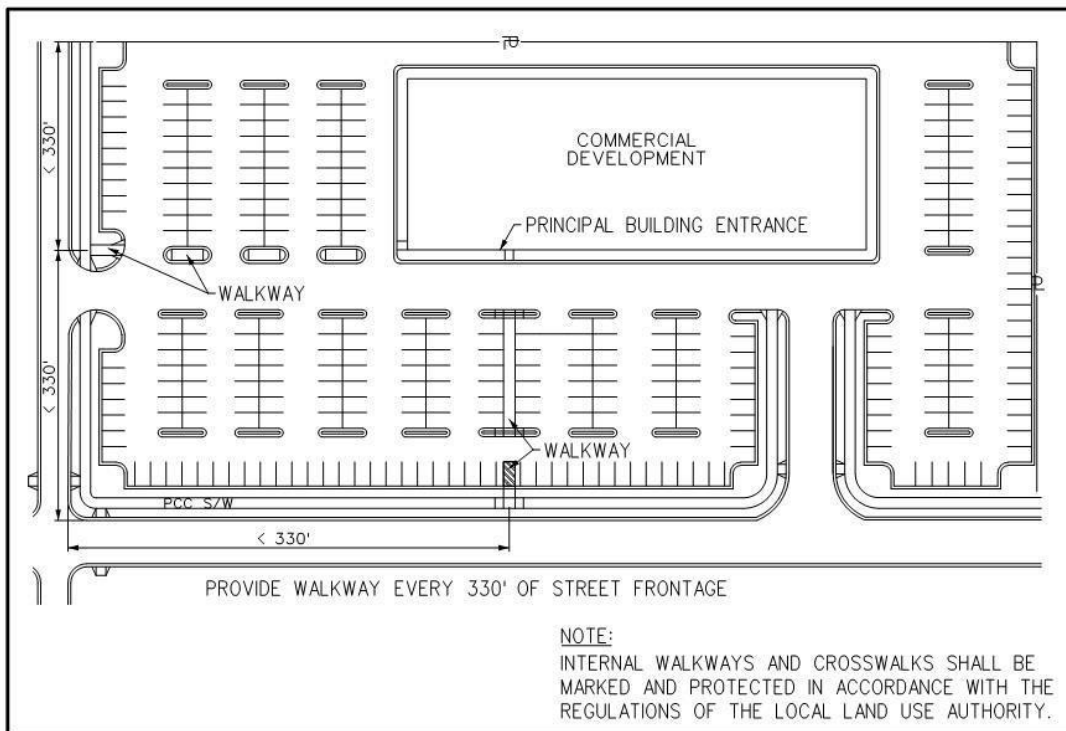 PL
< 330'
COMMERCIAL
DEVELOPMENT
PRINCIPAL BUILDING ENTRANCE
WALKWAY
PL
< 330'
WALKWAY
PCC S/W
< 330'
PROVIDE WALKWAY EVERY 330' OF STREET FRONTAGE
NOTE:
INTERNAL WALKWAYS AND CROSSWALKS SHALL BE
MARKED AND PROTECTED IN ACCORDANCE WITH THE
REGULATIONS OF THE LOCAL LAND USE AUTHORITY.